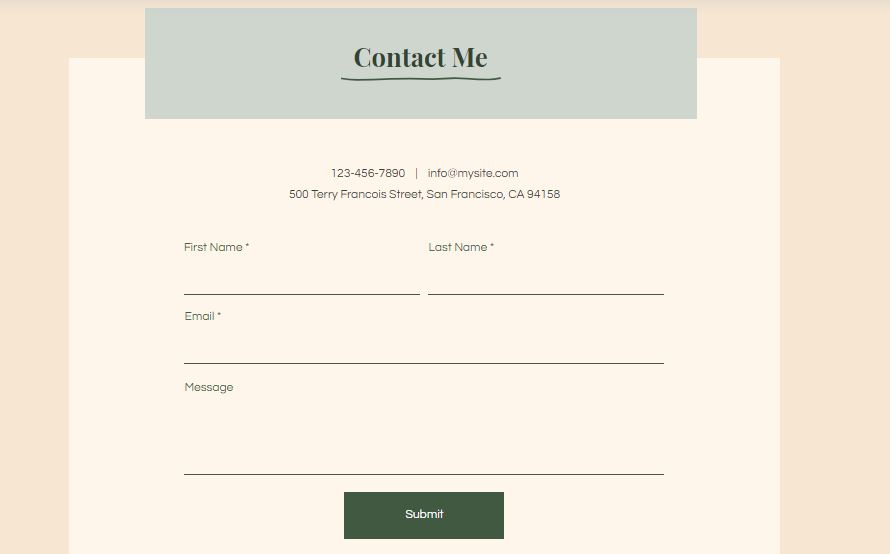 Contact Me
123-456-7890 | info@mysite.com
500 Terry Francois Street, San Francisco, CA 94158
First Name * Last Name *
Email *
Message
Submit